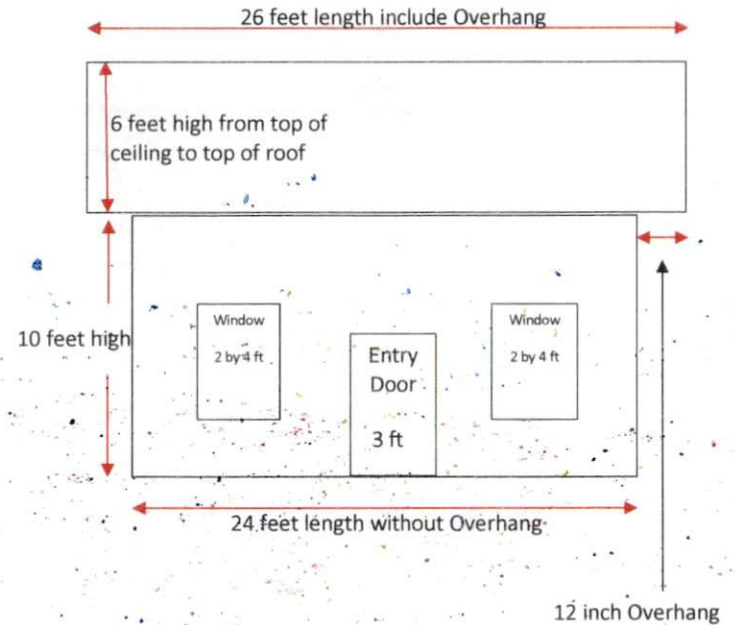 26 feet length include Overhang
6 feet high from top of
ceiling to top of roof
10 feet high
Window
2 by 4 ft
Entry
Door
3 ft
Window
2 by 4 ft
24 feet length without Overhang
12 inch Overhang